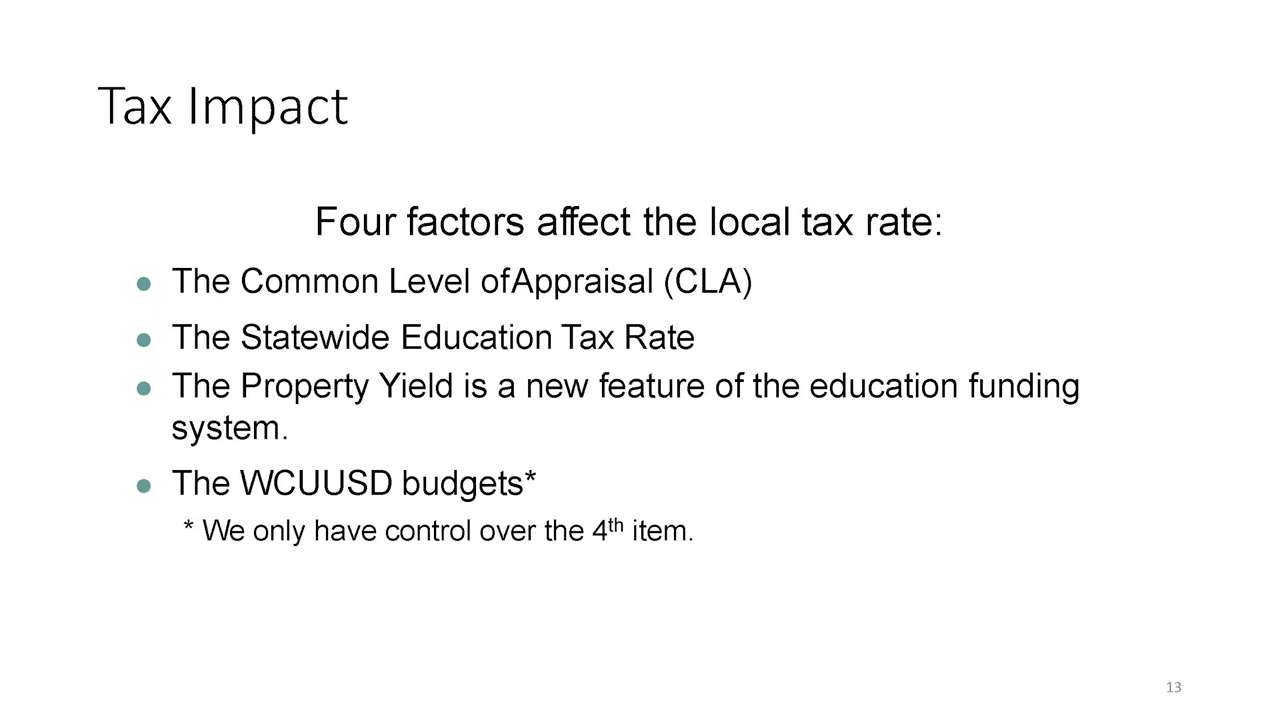 Tax Impact
Four factors affect the local tax rate:
The Common Level ofAppraisal (CLA)
The Statewide Education Tax Rate
The Property Yield is a new feature of the education funding
system.
The WCUUSD budgets*
* We only have control over the 4th item.
13